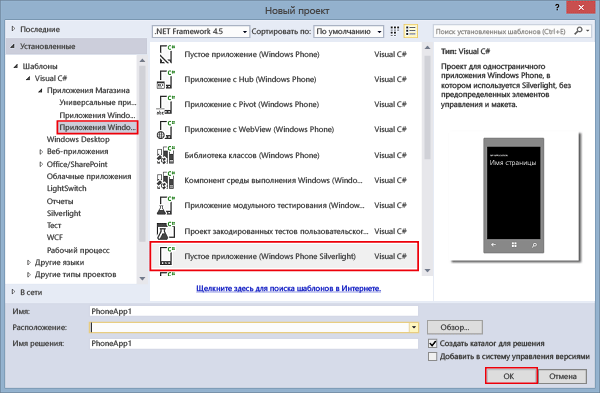 Новый проект
Последние
.NET Framework 4.5
Сортировать по:
По умолчанию
Поиск установленных шаблонов (Ctrl+E)
Установленные
Шаблоны
Visual C#
Приложения Магазина
Универсальные при...
Приложения Windo...
Приложения Windo...
Windows Desktop
Веб-приложения
Office/SharePoint
Облачные приложения
LightSwitch
Отчеты
Silverlight
Тест
WCF
Рабочий процесс
Другие языки
Другие типы проектов
В сети
Пустое приложение (Windows Phone) Visual C#
Приложение с Hub (Windows Phone) Visual C#
Приложение с Pivot (Windows Phone) Visual C#
Приложение с WebView (Windows Phone) Visual C#
Библиотека классов (Windows Phone) Visual C#
Компонент среды выполнения Windows (Window... Visual C#
Приложение модульного тестирования (Window... Visual C#
Проект закодированных тестов пользовательског... Visual C#
Пустое приложение (Windows Phone Silverlight) Visual C#
Щелкните здесь для поиска шаблонов в Интернете.
Тип: Visual C#
Проект для одностраничного
приложения Windows Phone, в
котором используется Silverlight, без
предопределенных элементов
управления и макета.
Имя страницы
Имя: PhoneApp1
Расположение:
Обзор...
Имя решения: PhoneApp1
Создать каталог для решения
Добавить в систему управления версиями
OK
Отмена